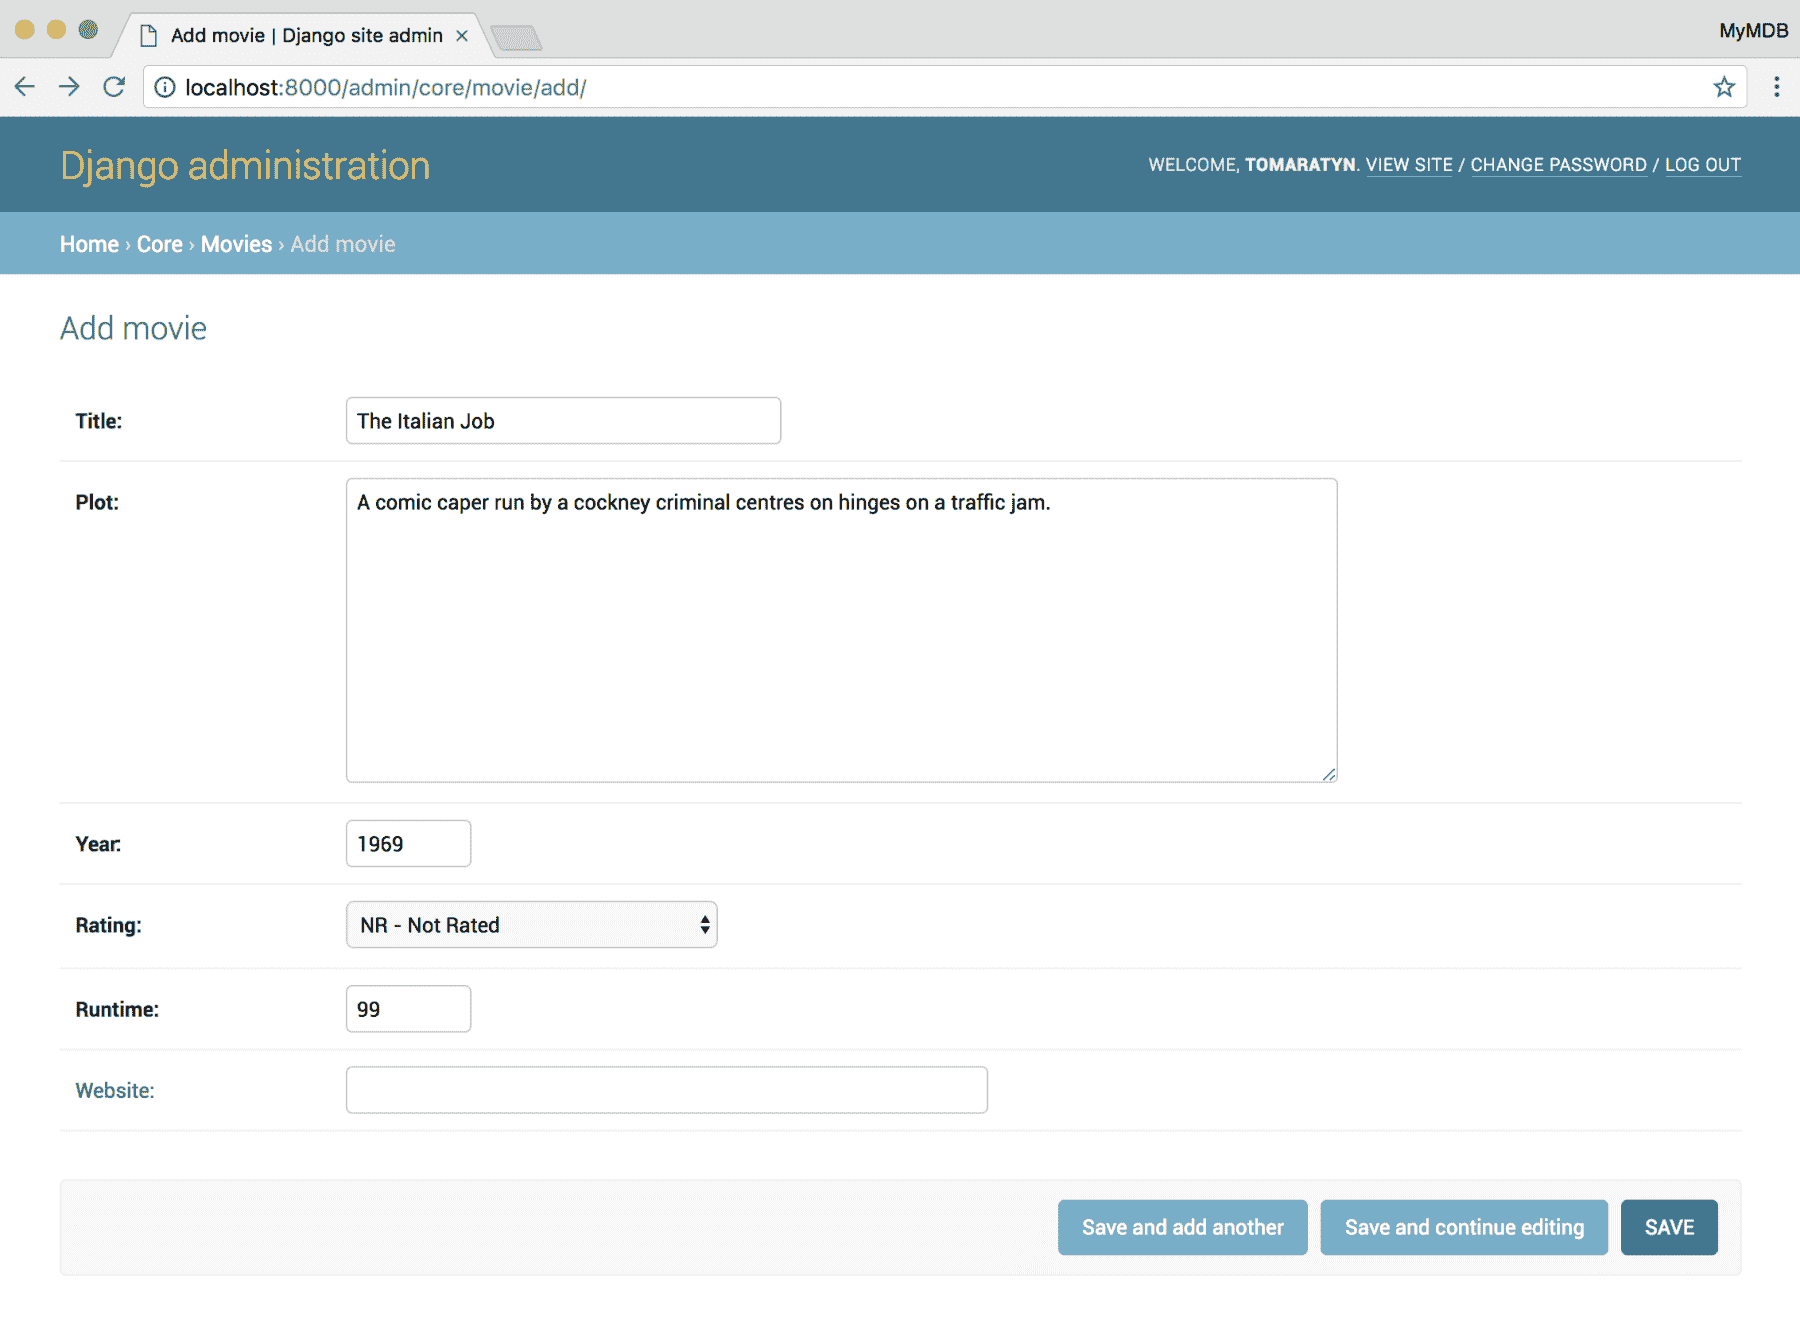 Add movie | Django site admin ×
MyMDB
localhost:8000/admin/core/movie/add/
Django administration
WELCOME, TOMARATYN. VIEW SITE / CHANGE PASSWORD / LOG OUT
Home › Core › Movies › Add movie
Add movie
Title: The Italian Job
Plot: A comic caper run by a cockney criminal centres on hinges on a traffic jam.
Year: 1969
Rating: NR - Not Rated
Runtime: 99
Website:
Save and add another Save and continue editing SAVE